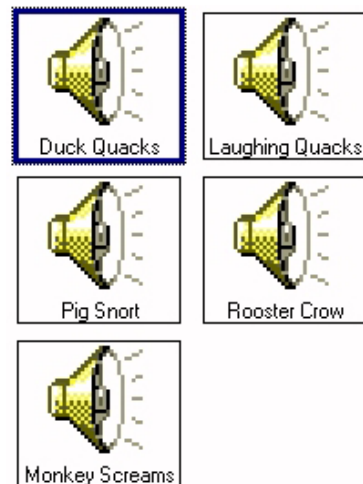 Duck Quacks
Laughing Quacks
Pig Snort
Rooster Crow
Monkey Screams